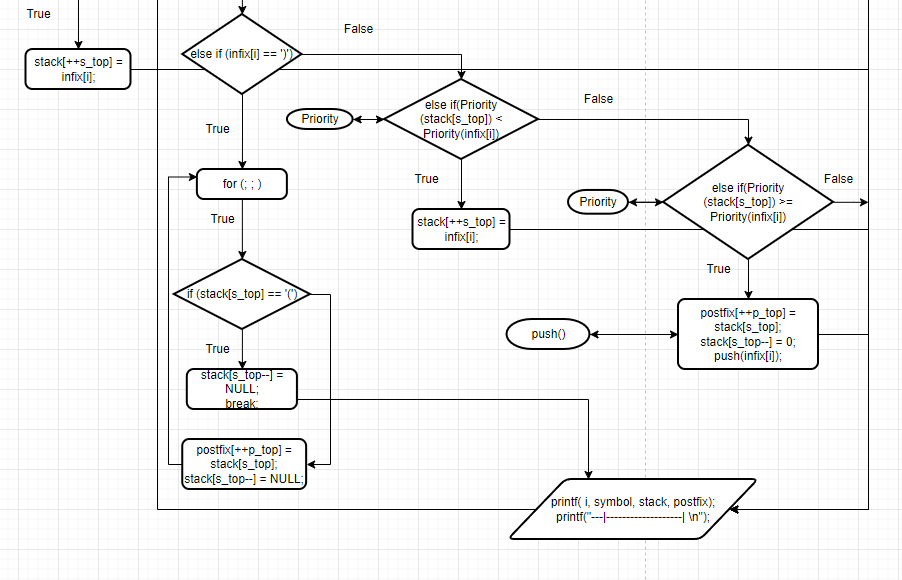 True
stack[++s_top] =
infix[i];
else if (infix[i] == ')')
False
True
Priority
else if(Priority
(stack[s_top]) <
Priority(infix[i])
False
for (; ; )
True
True
stack[++s_top] =
infix[i];
Priority
else if(Priority
(stack[s_top]) >=
Priority(infix[i])
False
True
if (stack[s_top] == '(')
True
push()
postfix[++p_top] =
stack[s_top];
stack[s_top--] = 0;
push(infix[i]);
stack[s_top--] =
NULL;
break;
postfix[++p_top] =
stack[s_top];
stack[s_top--] = NULL;
printf( i, symbol, stack, postfix);
printf("---|-------------------| \n");